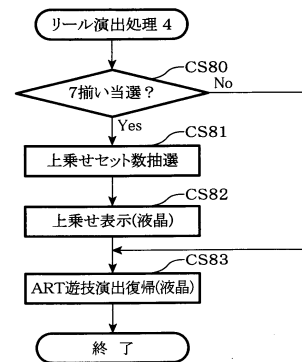 リール演出処理 4
CS80
7揃い当選？
No
Yes
CS81
上乗せセット数抽選
CS82
上乗せ表示(液晶)
CS83
ART遊技演出復帰(液晶)
終 了